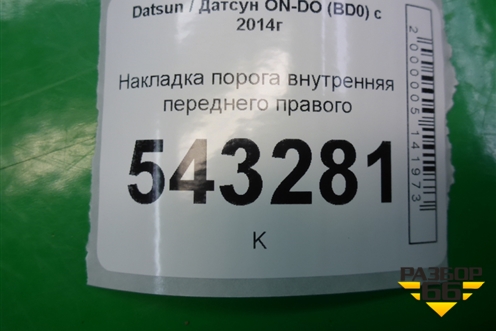 Datsun / Датсун ON-DO (BD0) с
2014г
Накладка порога внутренняя
переднего правого
543281
K
2000005141973
РАЗБОР
66